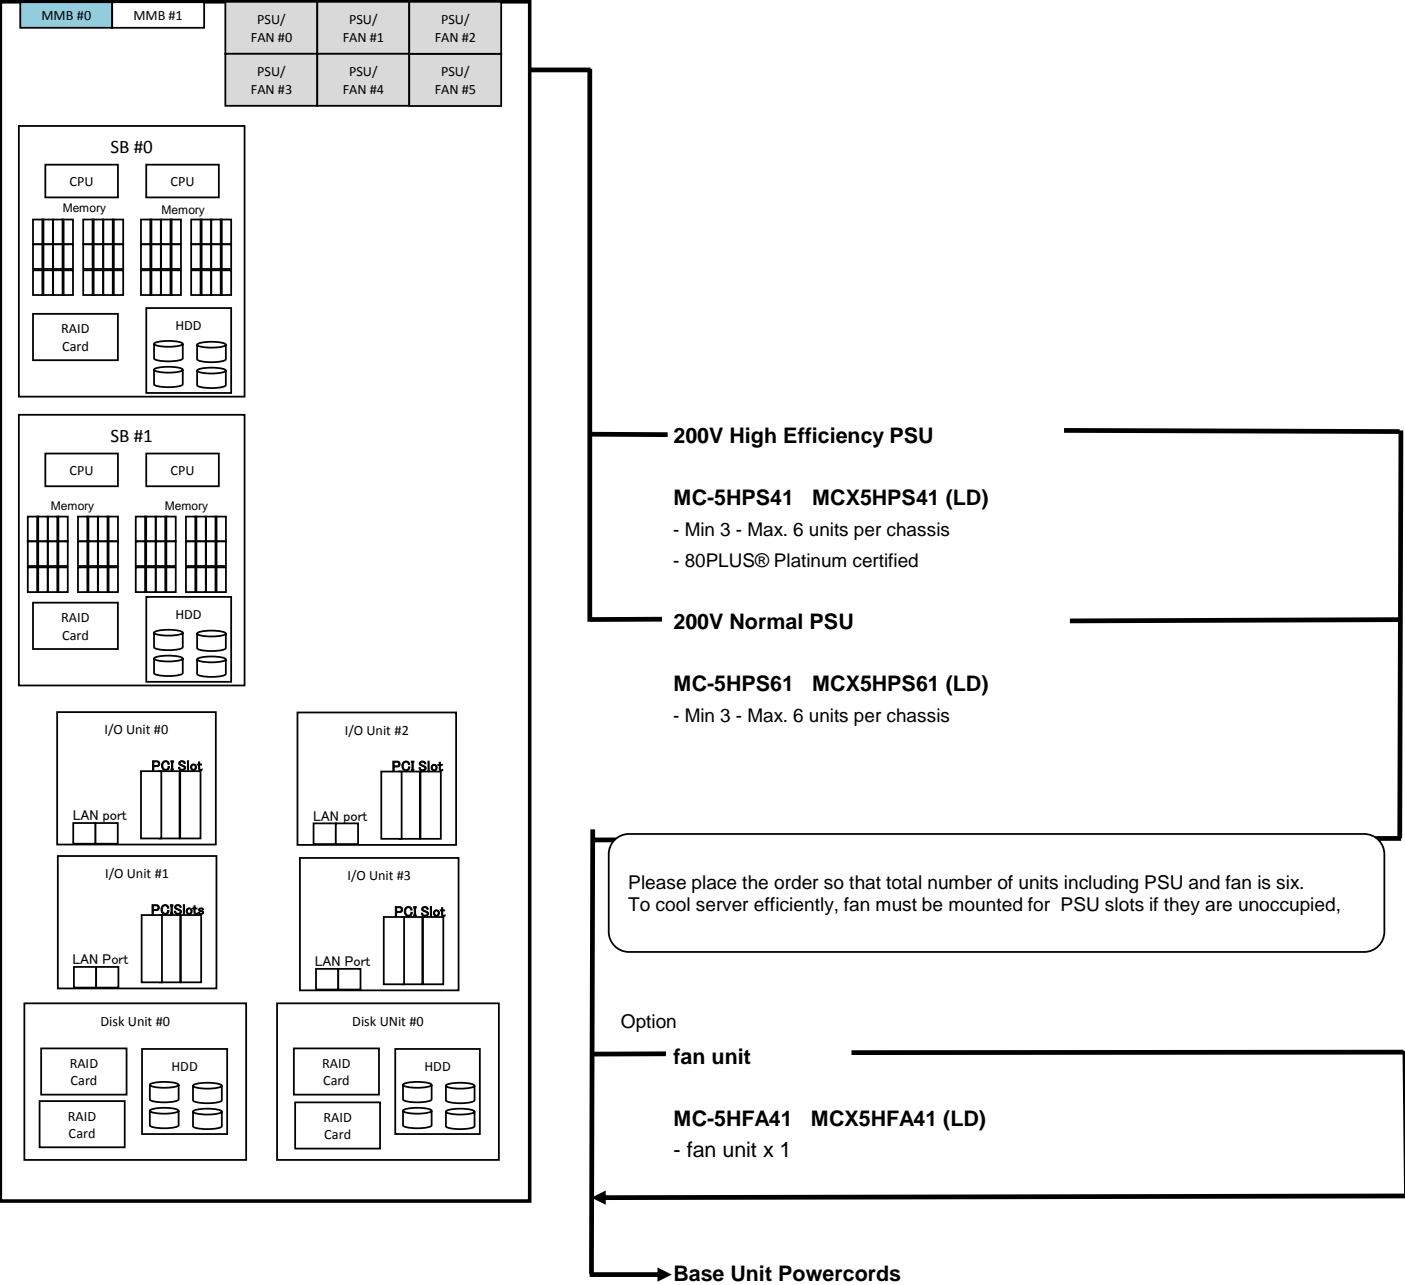 MMB #0 MMB #1
PSU/ PSU/ PSU/
FAN #0 FAN #1 FAN #2
PSU/ PSU/ PSU/
FAN #3 FAN #4 FAN #5
SB #0
CPU CPU
Memory Memory
RAID HDD
Card
SB #1
CPU CPU
Memory Memory
RAID HDD
Card
I/O Unit #0
PCI Slot
LAN port
I/O Unit #2
PCI Slot
LAN port
I/O Unit #1
PCISlots
LAN Port
I/O Unit #3
PCI Slot
LAN Port
Disk Unit #0
RAID HDD
Card
RAID
Card
Disk UNit #0
RAID HDD
Card
RAID
Card
200V High Efficiency PSU
MC-5HPS41 MCX5HPS41 (LD)
- Min 3 - Max. 6 units per chassis
- 80PLUS® Platinum certified
200V Normal PSU
MC-5HPS61 MCX5HPS61 (LD)
- Min 3 - Max. 6 units per chassis
Please place the order so that total number of units including PSU and fan is six.
To cool server efficiently, fan must be mounted for PSU slots if they are unoccupied,
Option
fan unit
MC-5HFA41 MCX5HFA41 (LD)
- fan unit x 1
Base Unit Powercords